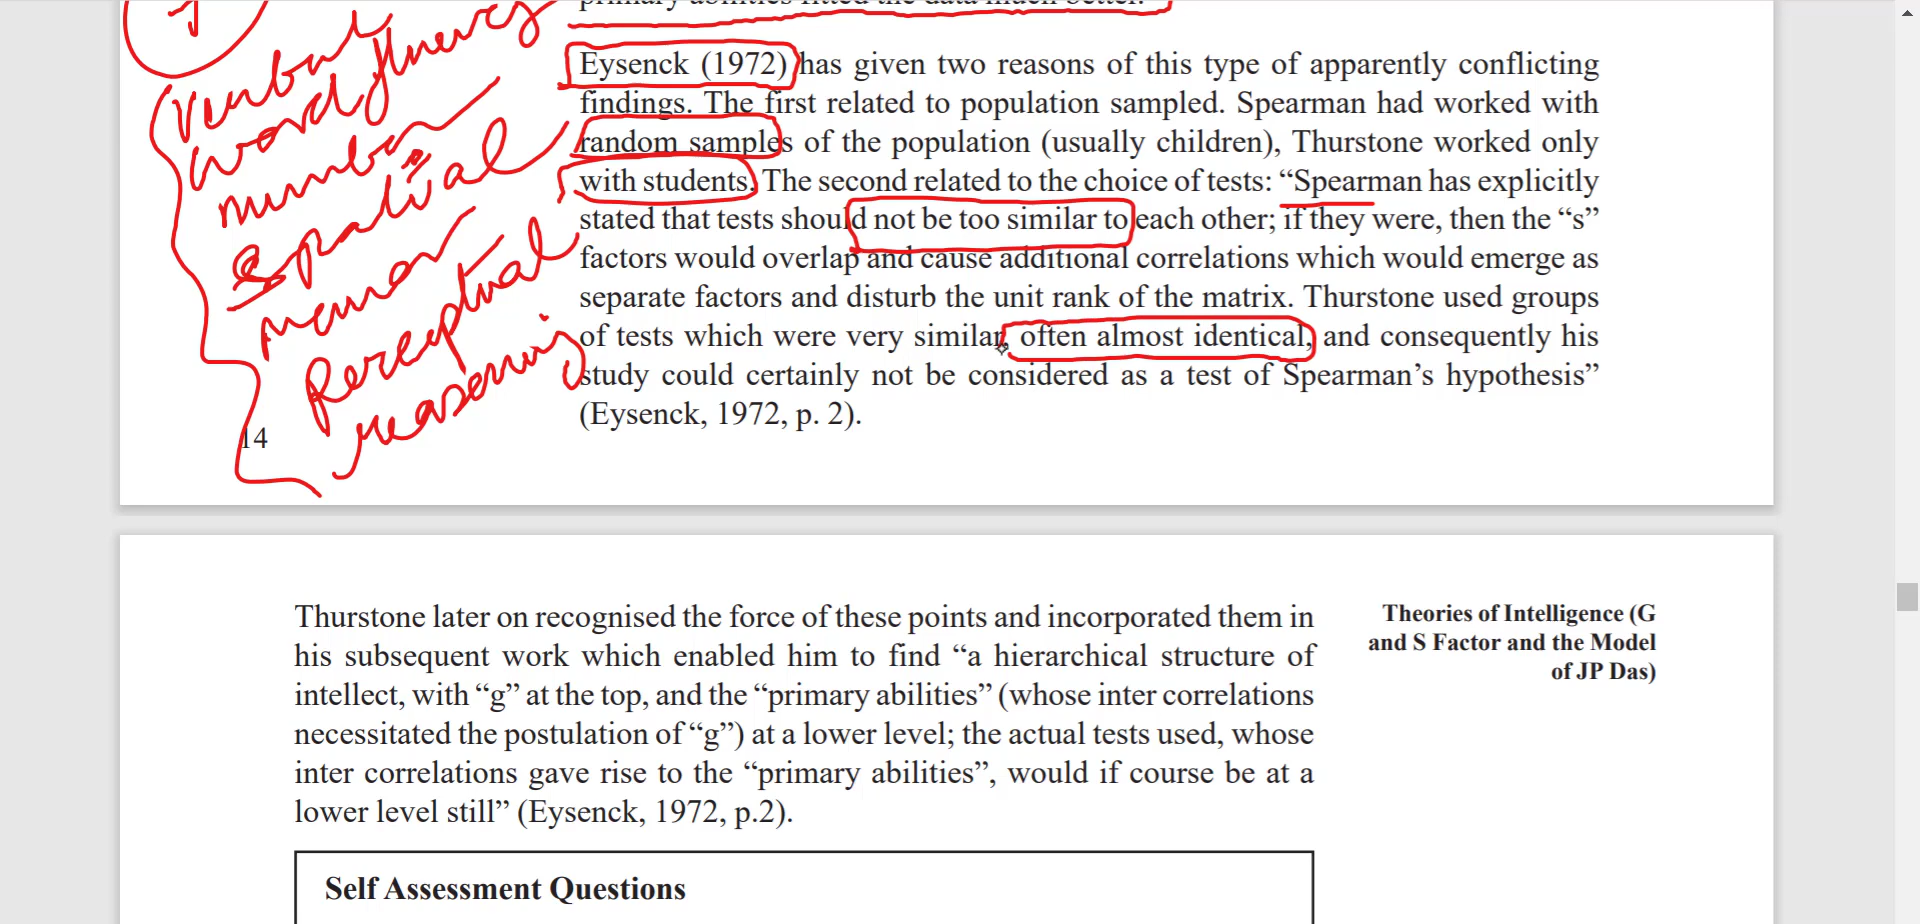 primary abilities fitted the data much better.
Eysenck (1972) has given two reasons of this type of apparently conflicting
findings. The first related to population sampled. Spearman had worked with
random samples of the population (usually children), Thurstone worked only
with students. The second related to the choice of tests: “Spearman has explicitly
stated that tests should not be too similar to each other; if they were, then the “s”
factors would overlap and cause additional correlations which would emerge as
separate factors and disturb the unit rank of the matrix. Thurstone used groups
of tests which were very similar, often almost identical, and consequently his
study could certainly not be considered as a test of Spearman’s hypothesis”
(Eysenck, 1972, p. 2).
7
verbal
word fluency
number
spatial
memory
perceptual
reasoning
14
Thurstone later on recognised the force of these points and incorporated them in
his subsequent work which enabled him to find “a hierarchical structure of
intellect, with “g” at the top, and the “primary abilities” (whose inter correlations
necessitated the postulation of “g”) at a lower level; the actual tests used, whose
inter correlations gave rise to the “primary abilities”, would if course be at a
lower level still” (Eysenck, 1972, p.2).
Theories of Intelligence (G
and S Factor and the Model
of JP Das)
Self Assessment Questions